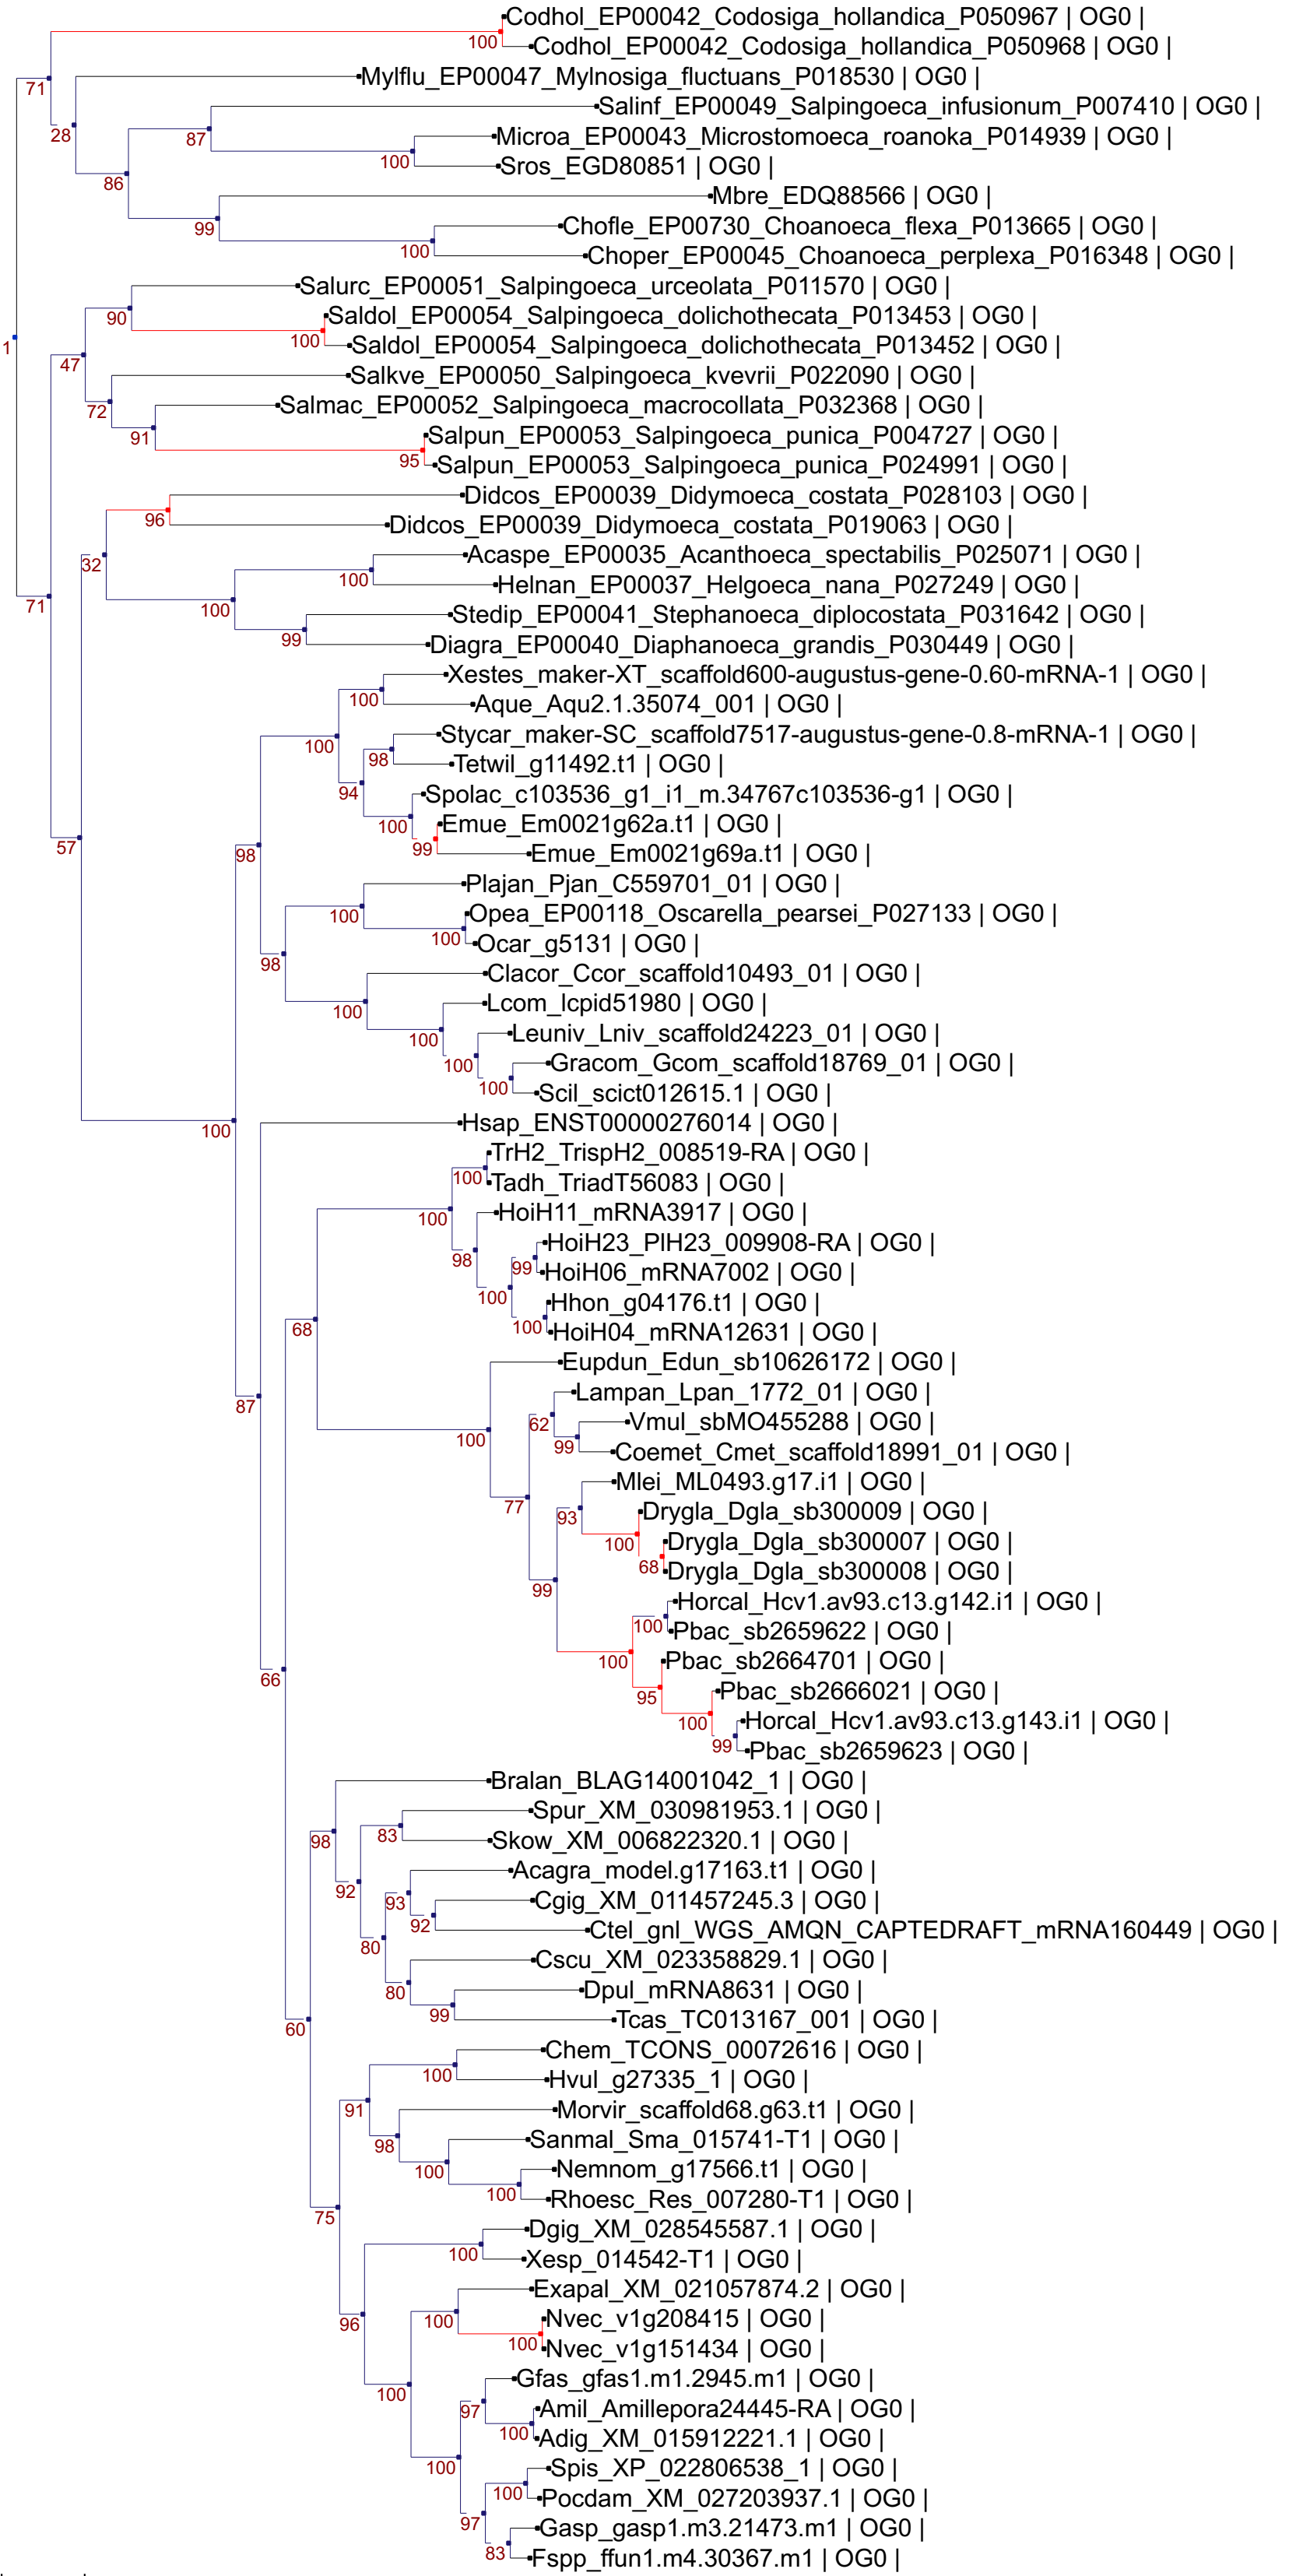 Codhol_EP00042_Codosiga_hollandica_P050967 | OG0 |
100
Codhol_EP00042_Codosiga_hollandica_P050968 | OG0 |
Mylflu_EP00047_Mylnosiga_fluctuans_P018530 | OG0 |
71
Salinf_EP00049_Salpingoeca_infusionum_P007410 | OG0 |
28
87
Microa_EP00043_Microstomoeca_roanoka_P014939 | OG0 |
100
Sros_EGD80851 | OG0 |
86
Mbre_EDQ88566 | OG0 |
99
Chofle_EP00730_Choanoeca_flexa_P013665 | OG0 |
100
Choper_EP00045_Choanoeca_perplexa_P016348 | OG0 |
Salurc_EP00051_Salpingoeca_urceolata_P011570 | OG0 |
90
Saldol_EP00054_Salpingoeca_dolichothecata_P013453 | OG0 |
100
1
Saldol_EP00054_Salpingoeca_dolichothecata_P013452 | OG0 |
47
Salkve_EP00050_Salpingoeca_kvevrii_P022090 | OG0 |
72
Salmac_EP00052_Salpingoeca_macrocollata_P032368 | OG0 |
91
Salpun_EP00053_Salpingoeca_punica_P004727 | OG0 |
95
Salpun_EP00053_Salpingoeca_punica_P024991 | OG0 |
Didcos_EP00039_Didymoeca_costata_P028103 | OG0 |
96
Didcos_EP00039_Didymoeca_costata_P019063 | OG0 |
32
Acaspe_EP00035_Acanthoeca_spectabilis_P025071 | OG0 |
100
Helnan_EP00037_Helgoeca_nana_P027249 | OG0 |
71
100
Stedip_EP00041_Stephanoeca_diplocostata_P031642 | OG0 |
99
Diagra_EP00040_Diaphanoeca_grandis_P030449 | OG0 |
Xestes_maker-XT_scaffold600-augustus-gene-0.60-mRNA-1 | OG0 |
100
Aque_Aqu2.1.35074_001 | OG0 |
Stycar_maker-SC_scaffold7517-augustus-gene-0.8-mRNA-1 | OG0 |
100
98
Tetwil_g11492.t1 | OG0 |
94
Spolac_c103536_g1_i1_m.34767c103536-g1 | OG0 |
100
Emue_Em0021g62a.t1 | OG0 |
57
98
99
Emue_Em0021g69a.t1 | OG0 |
Plajan_Pjan_C559701_01 | OG0 |
100
Opea_EP00118_Oscarella_pearsei_P027133 | OG0 |
100
Ocar_g5131 | OG0 |
98
Clacor_Ccor_scaffold10493_01 | OG0 |
100
Lcom_lcpid51980 | OG0 |
100
Leuniv_Lniv_scaffold24223_01 | OG0 |
100
Gracom_Gcom_scaffold18769_01 | OG0 |
100
Scil_scict012615.1 | OG0 |
100
Hsap_ENST00000276014 | OG0 |
TrH2_TrispH2_008519-RA | OG0 |
100
Tadh_TriadT56083 | OG0 |
100
HoiH11_mRNA3917 | OG0 |
98
HoiH23_PlH23_009908-RA | OG0 |
99
HoiH06_mRNA7002 | OG0 |
100
Hhon_g04176.t1 | OG0 |
68
100
HoiH04_mRNA12631 | OG0 |
Eupdun_Edun_sb10626172 | OG0 |
87
Lampan_Lpan_1772_01 | OG0 |
62
Vmul_sbMO455288 | OG0 |
100
99
Coemet_Cmet_scaffold18991_01 | OG0 |
Mlei_ML0493.g17.i1 | OG0 |
77
93
Drygla_Dgla_sb300009 | OG0 |
100
Drygla_Dgla_sb300007 | OG0 |
68
Drygla_Dgla_sb300008 | OG0 |
99
Horcal_Hcv1.av93.c13.g142.i1 | OG0 |
100
Pbac_sb2659622 | OG0 |
100
Pbac_sb2664701 | OG0 |
66
95
Pbac_sb2666021 | OG0 |
100
Horcal_Hcv1.av93.c13.g143.i1 | OG0 |
99
Pbac_sb2659623 | OG0 |
Bralan_BLAG14001042_1 | OG0 |
Spur_XM_030981953.1 | OG0 |
98
83
Skow_XM_006822320.1 | OG0 |
Acagra_model.g17163.t1 | OG0 |
92
93
Cgig_XM_011457245.3 | OG0 |
92
Ctel_gnl_WGS_AMQN_CAPTEDRAFT_mRNA160449 | OG0 |
80
Cscu_XM_023358829.1 | OG0 |
80
Dpul_mRNA8631 | OG0 |
99
Tcas_TC013167_001 | OG0 |
60
Chem_TCONS_00072616 | OG0 |
100
Hvul_g27335_1 | OG0 |
91
Morvir_scaffold68.g63.t1 | OG0 |
98
Sanmal_Sma_015741-T1 | OG0 |
100
Nemnom_g17566.t1 | OG0 |
100
Rhoesc_Res_007280-T1 | OG0 |
75
Dgig_XM_028545587.1 | OG0 |
100
Xesp_014542-T1 | OG0 |
Exapal_XM_021057874.2 | OG0 |
96
100
Nvec_v1g208415 | OG0 |
100
Nvec_v1g151434 | OG0 |
Gfas_gfas1.m1.2945.m1 | OG0 |
100
97
Amil_Amillepora24445-RA | OG0 |
100
Adig_XM_015912221.1 | OG0 |
100
Spis_XP_022806538_1 | OG0 |
100
Pocdam_XM_027203937.1 | OG0 |
97
Gasp_gasp1.m3.21473.m1 | OG0 |
83
Fspp_ffun1.m4.30367.m1 | OG0 |